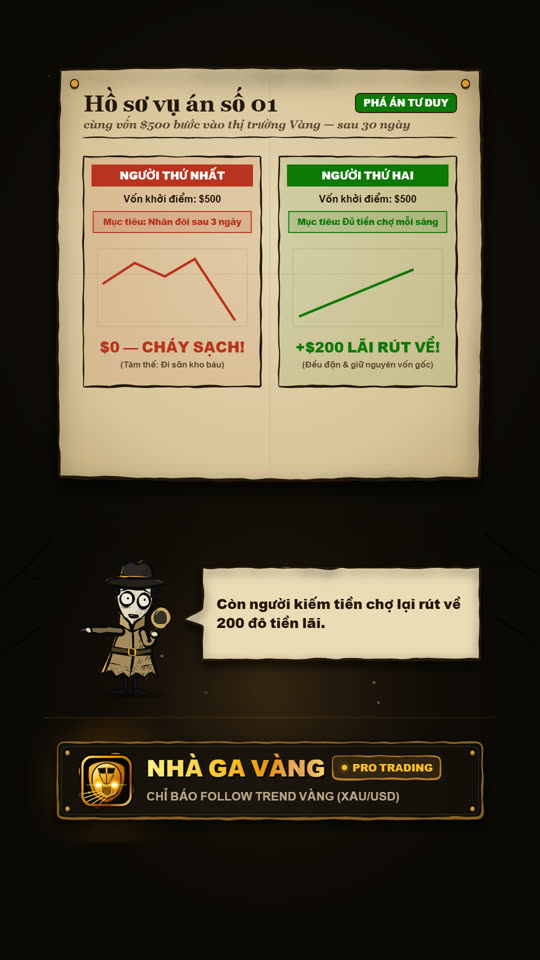 Hồ sơ vụ án số 01
PHÁ ÁN TƯ DUY
cùng vốn $500 bước vào thị trường Vàng — sau 30 ngày
NGƯỜI THỨ NHẤT
Vốn khởi điểm: $500
Mục tiêu: Nhân đôi sau 3 ngày
$0 — CHÁY SẠCH!
(Tâm thế: Đi săn kho báu)
NGƯỜI THỨ HAI
Vốn khởi điểm: $500
Mục tiêu: Đủ tiền chợ mỗi sáng
+$200 LÃI RÚT VỀ!
(Đều đặn & giữ nguyên vốn gốc)
Còn người kiếm tiền chợ lại rút về
200 đô tiền lãi.
NHÀ GA VÀNG
PRO TRADING
CHỈ BÁO FOLLOW TREND VÀNG (XAU/USD)